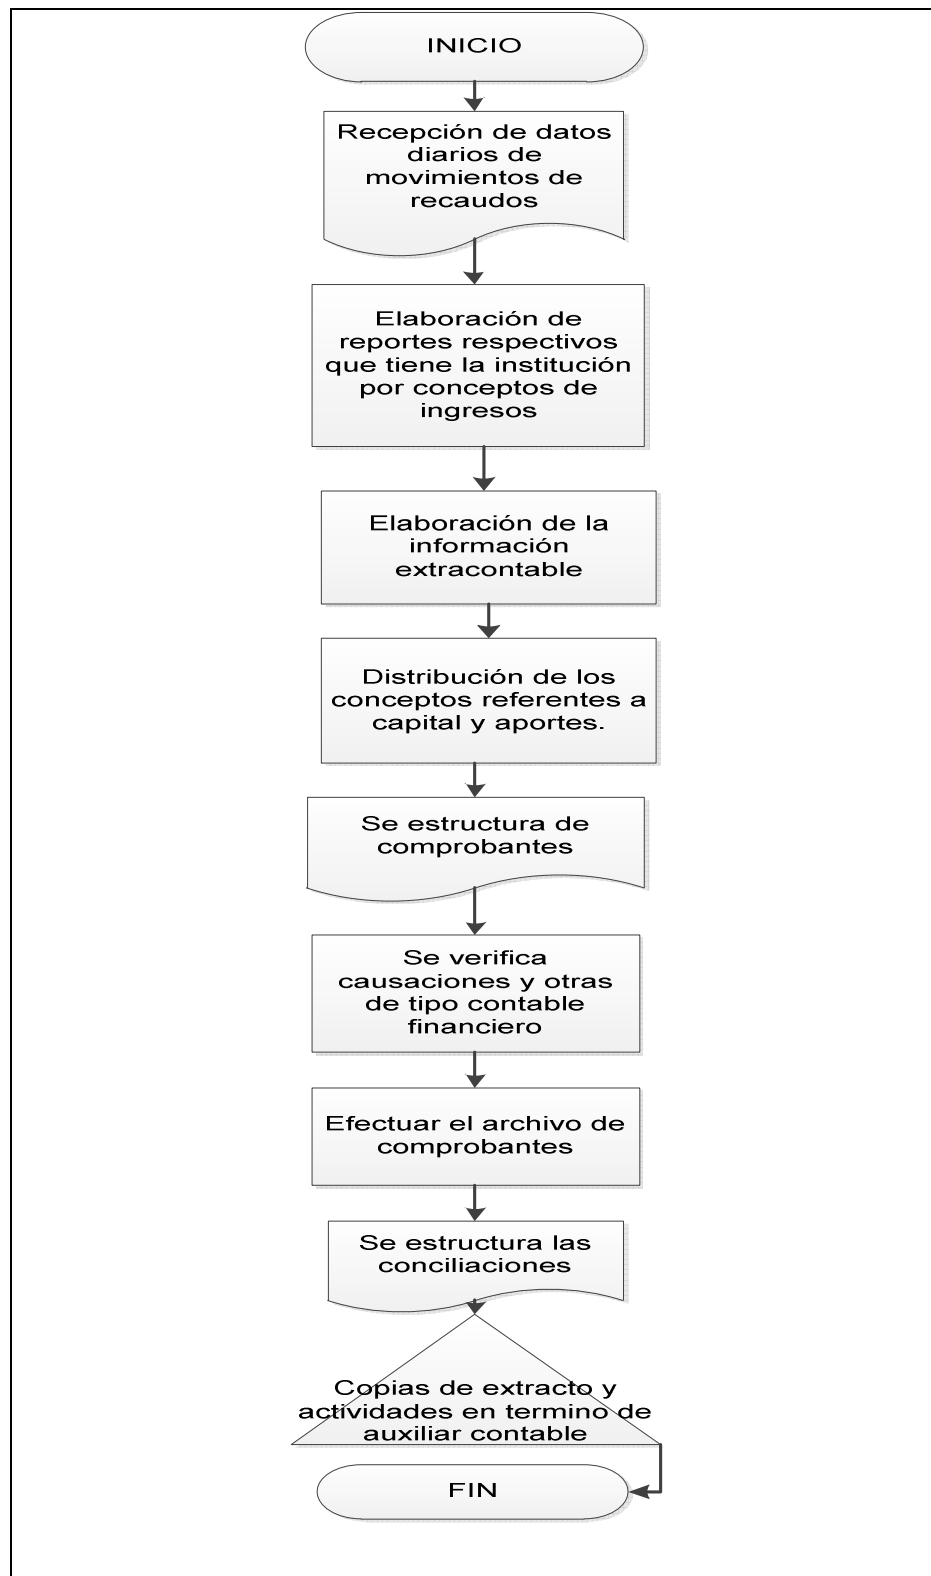 INICIO
Recepción de datos
diarios de
movimientos de
recaudos
Elaboración de
reportes respectivos
que tiene la institución
por conceptos de
ingresos
Elaboración de la
información
extracontable
Distribución de los
conceptos referentes a
capital y aportes.
Se estructura de
comprobantes
Se verifica
causaciones y otras
de tipo contable
financiero
Efectuar el archivo de
comprobantes
Se estructura las
conciliaciones
Copias de extracto y
actividades en termino de
auxiliar contable
FIN